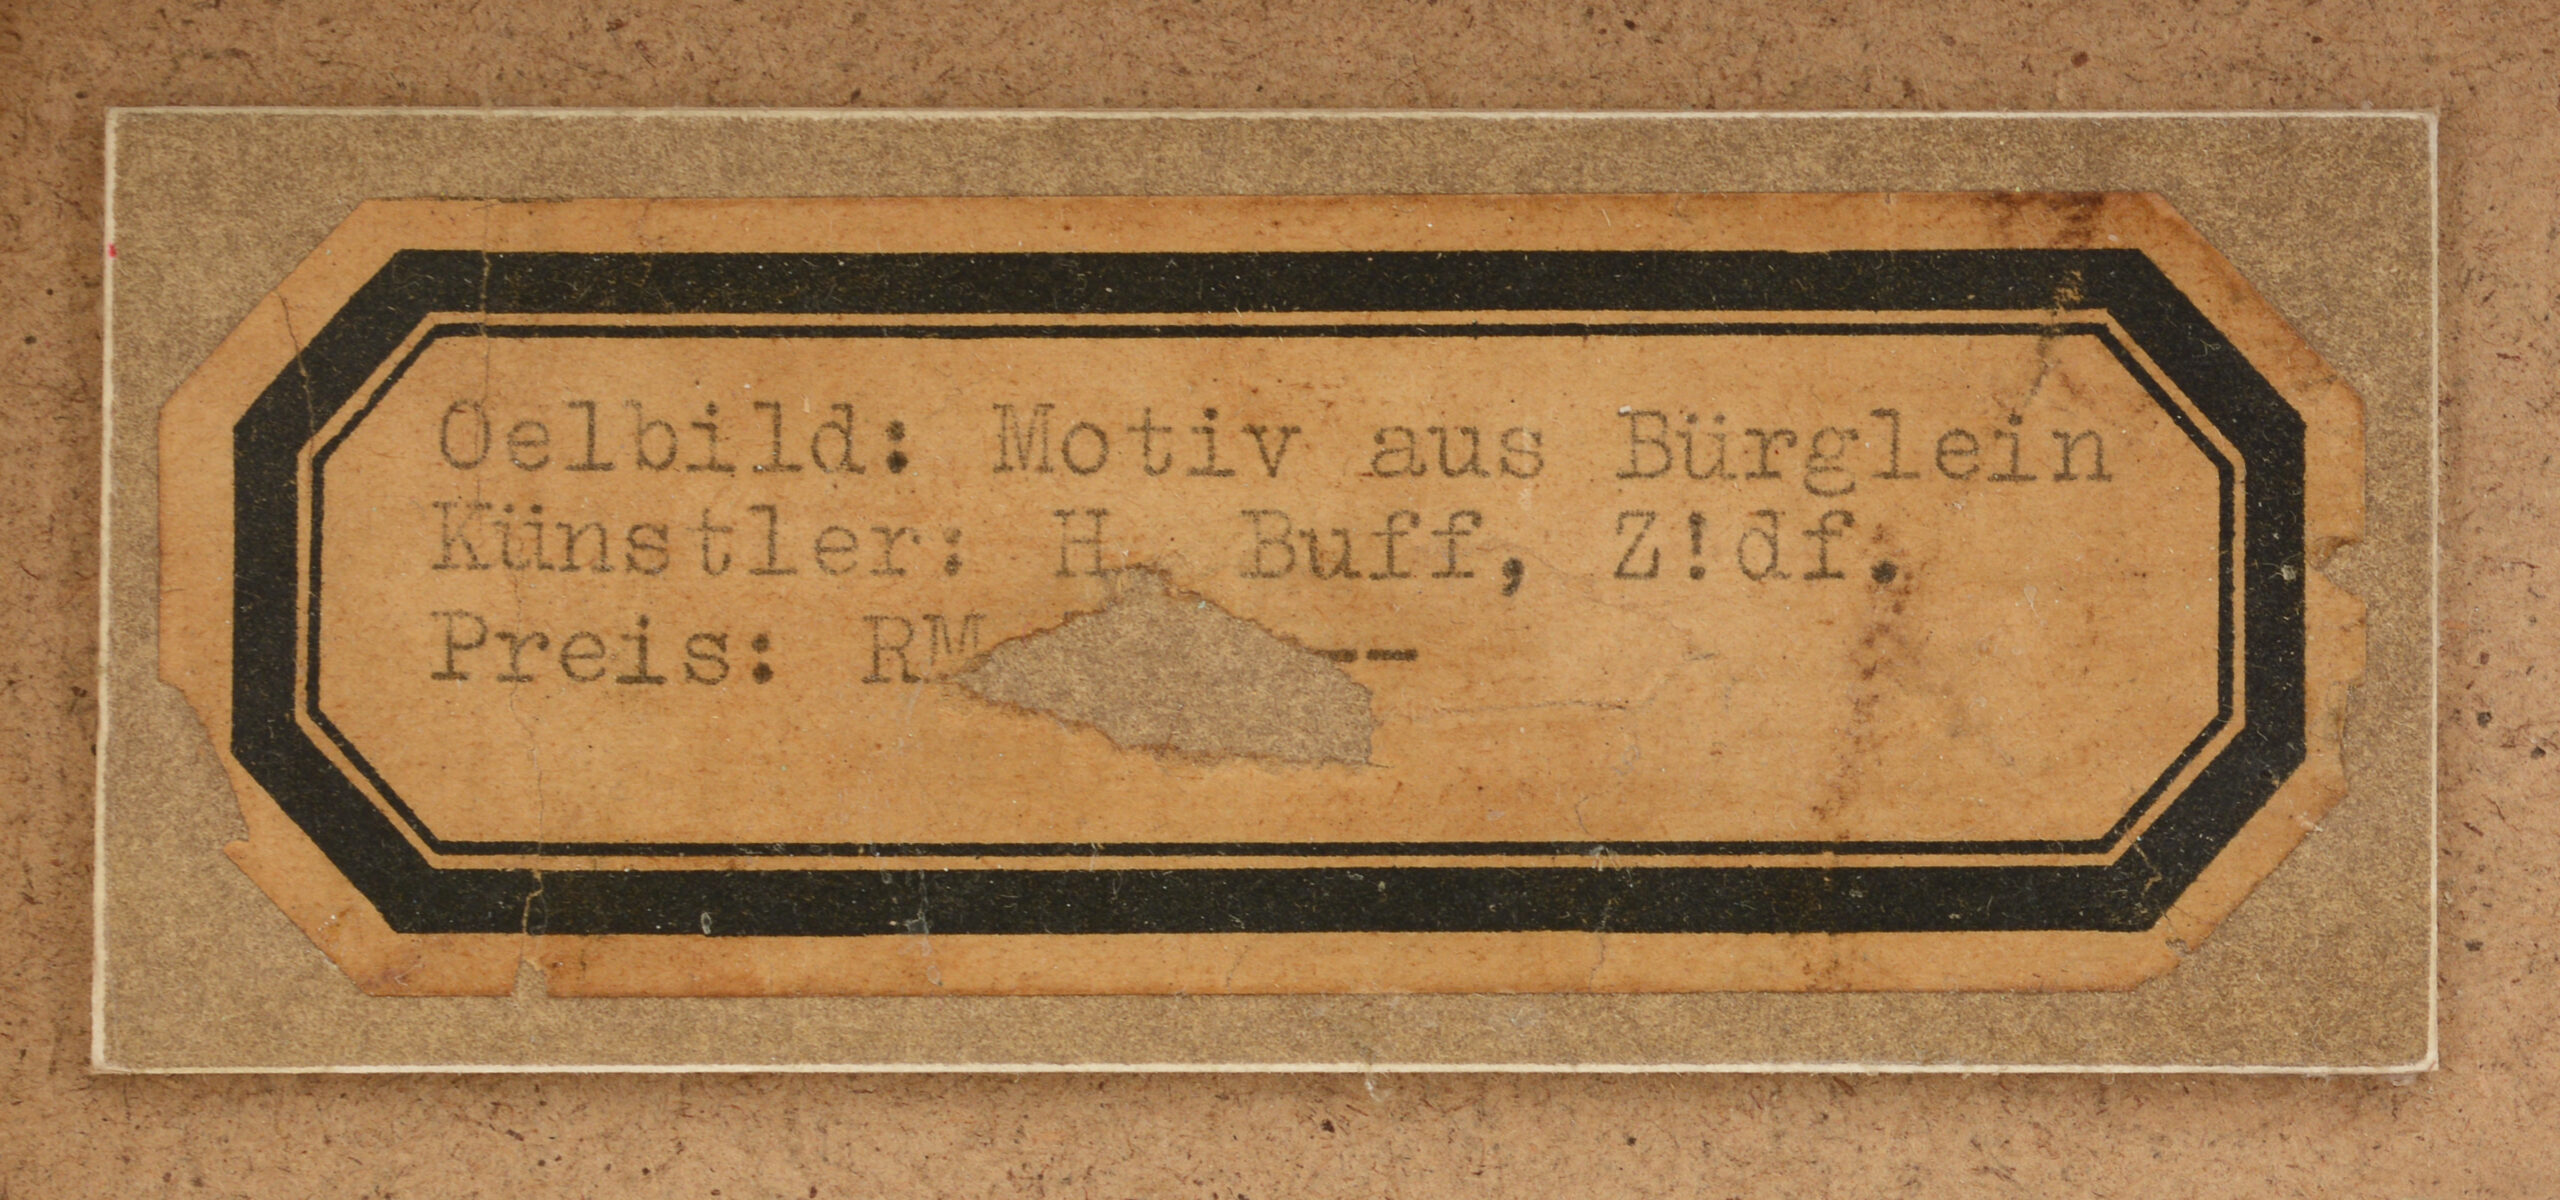 Oelbild: Motiv aus Bürglein
Künstler: H. Buff, Z!df.
Preis: RM --